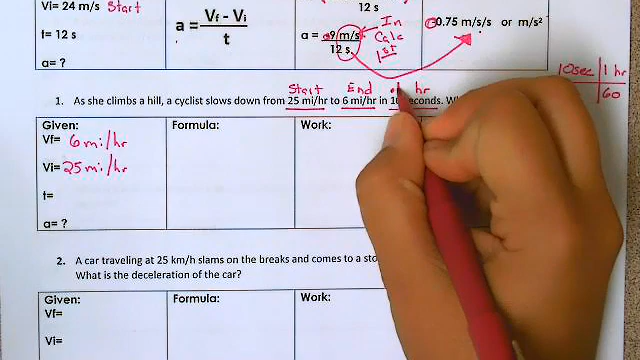 Vi= 24 m/s Start
t= 12 s
a= ?
a = Vf - Vi
t
12 s
a = -9 m/s
12 s
In
Calc
1st
-0.75 m/s/s or m/s²
10sec 1 hr
60
Start End hr
1. As she climbs a hill, a cyclist slows down from 25 mi/hr to 6 mi/hr in 10 seconds.
Given:
Vf= 6 mi/hr
Vi= 25 mi/hr
t=
a= ?
Formula:
Work:
2. A car traveling at 25 km/h slams on the breaks and comes to a
What is the deceleration of the car?
Given:
Vf=
Vi=
Formula:
Work: